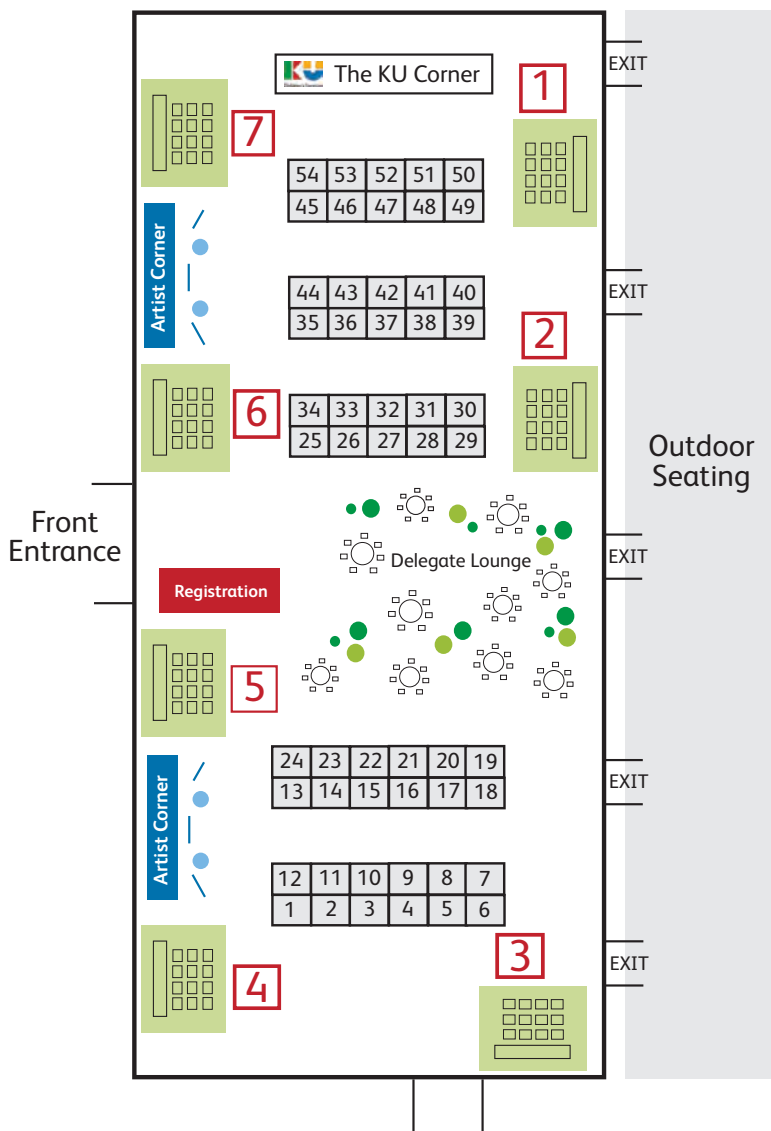 KU The KU Corner
EXIT
1
7
54 53 52 51 50
45 46 47 48 49
Artist Corner
EXIT
44 43 42 41 40
35 36 37 38 39
2
6
34 33 32 31 30
25 26 27 28 29
Outdoor
Seating
Front
Entrance
Delegate Lounge
EXIT
Registration
5
24 23 22 21 20 19
13 14 15 16 17 18
EXIT
Artist Corner
12 11 10 9 8 7
1 2 3 4 5 6
3
EXIT
4